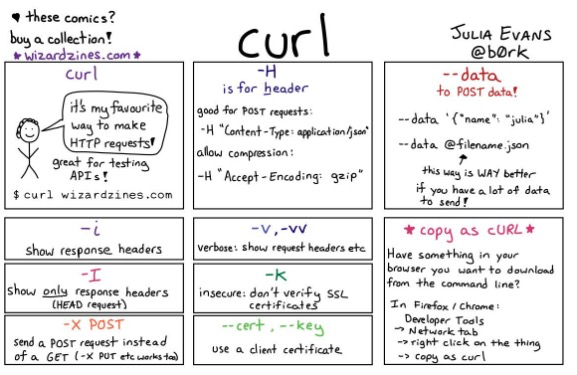 ♥ these comics?
buy a collection!
★ wizardzines.com ★
curl
JULIA EVANS
@b0rk
curl
it's my favourite
way to make
HTTP requests!
great for testing
APIs!
$ curl wizardzines.com
-H
is for header
good for POST requests:
-H "Content-Type: application/json"
allow compression:
-H "Accept-Encoding: gzip"
--data
to POST data!
--data '{"name": "julia"}'
--data @filename.json
this way is WAY better
if you have a lot of data
to send!
-i
show response headers
-I
show only response headers
(HEAD request)
-X POST
send a POST request instead
of a GET (-X PUT etc works too)
-v, -vv
verbose: show request headers etc
-k
insecure: don't verify SSL
certificates
--cert, --key
use a client certificate
★ copy as cURL ★
Have something in your
browser you want to download
from the command line?
In Firefox / Chrome:
Developer Tools
→ Network tab
→ right click on the thing
→ copy as curl